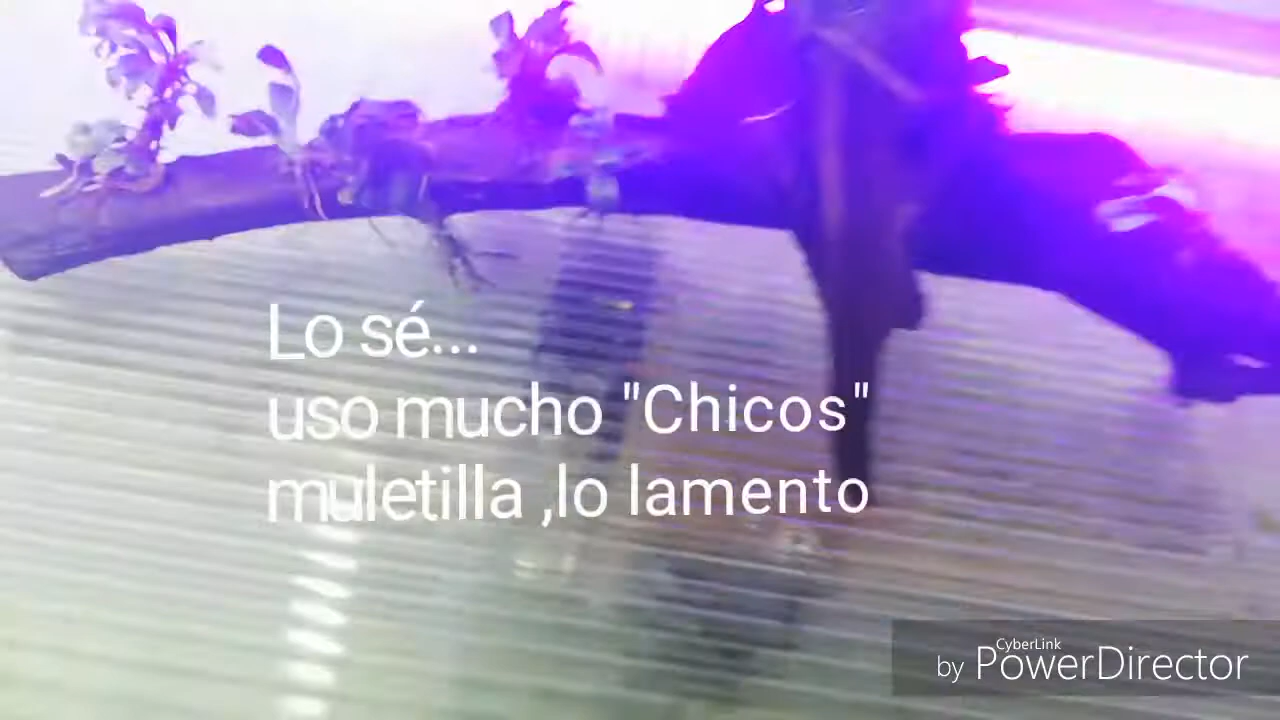 Lo sé...
uso mucho "Chicos"
muletilla ,lo lamento
CyberLink
by PowerDirector